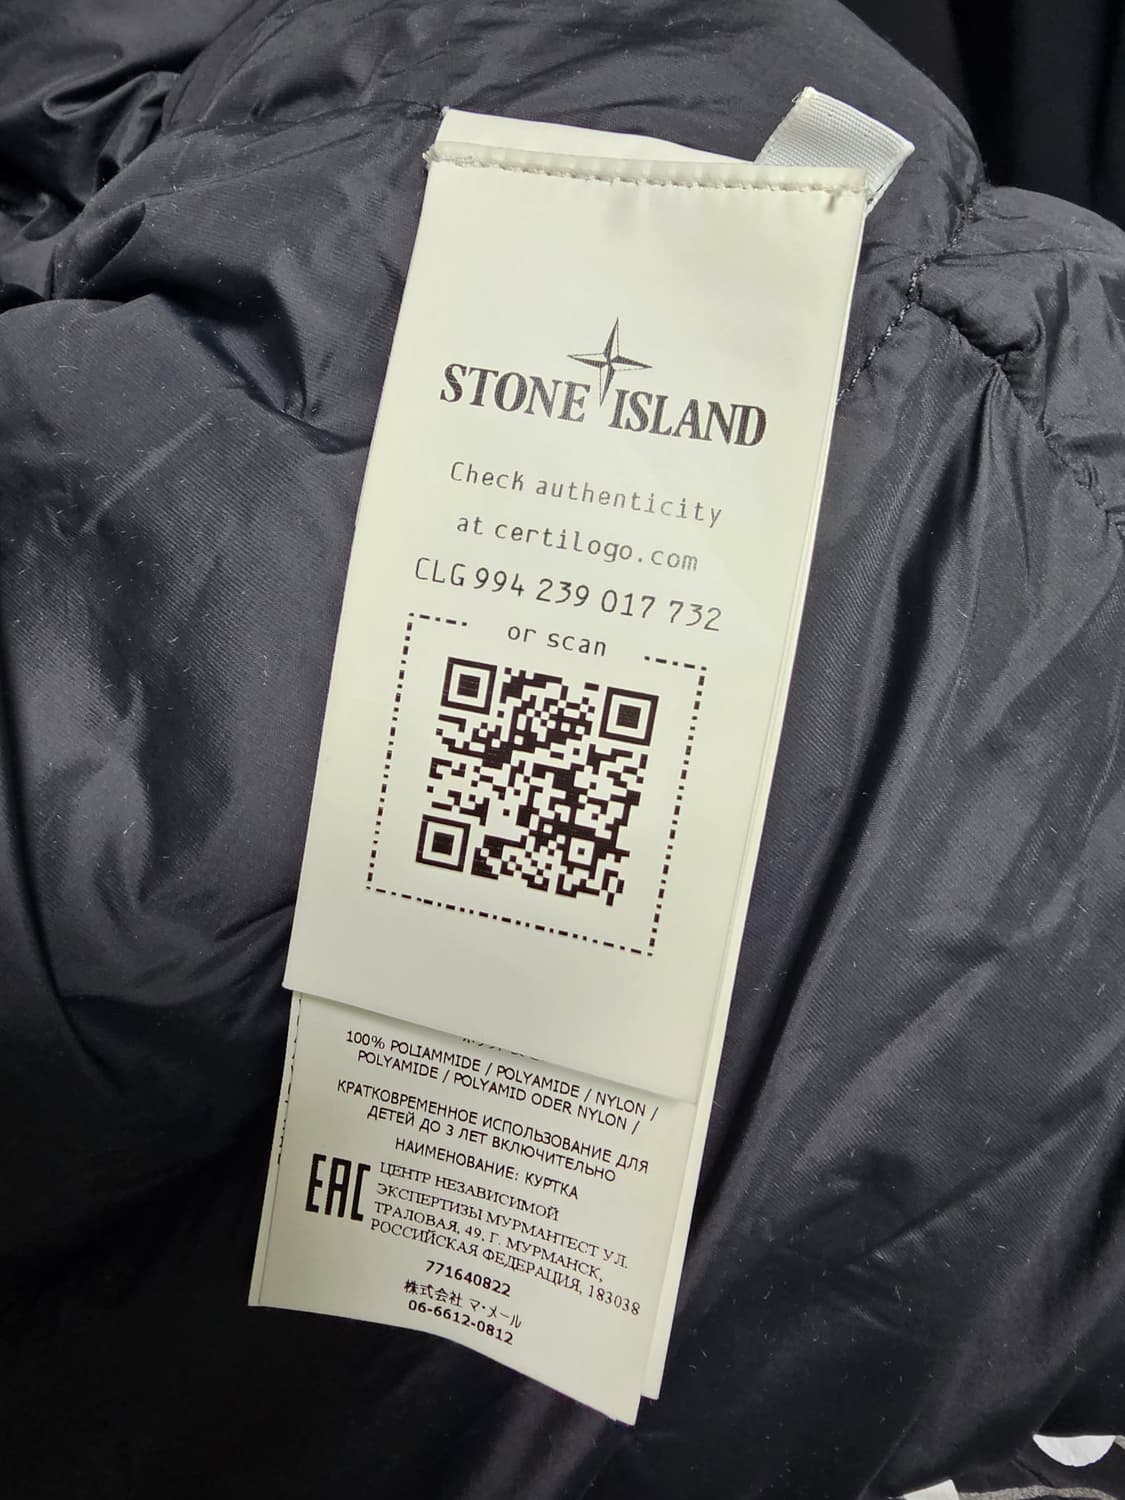 STONE ISLAND
Check authenticity
at certilogo.com
CLG 994 239 017 732
or scan
100% POLIAMMIDE / POLYAMIDE / NYLON /
POLYAMIDE / POLYAMID ODER NYLON /
КРАТКОВРЕМЕННОЕ ИСПОЛЬЗОВАНИЕ ДЛЯ
ДЕТЕЙ ДО 3 ЛЕТ ВКЛЮЧИТЕЛЬНО
НАИМЕНОВАНИЕ: КУРТКА
EAC
ЦЕНТР НЕЗАВИСИМОЙ
ЭКСПЕРТИЗЫ МУРМАНТЕСТ УЛ.
ТРАЛОВАЯ, 49, Г. МУРМАНСК,
РОССИЙСКАЯ ФЕДЕРАЦИЯ, 183038
771640822
株式会社 マ・メール
06-6612-0812